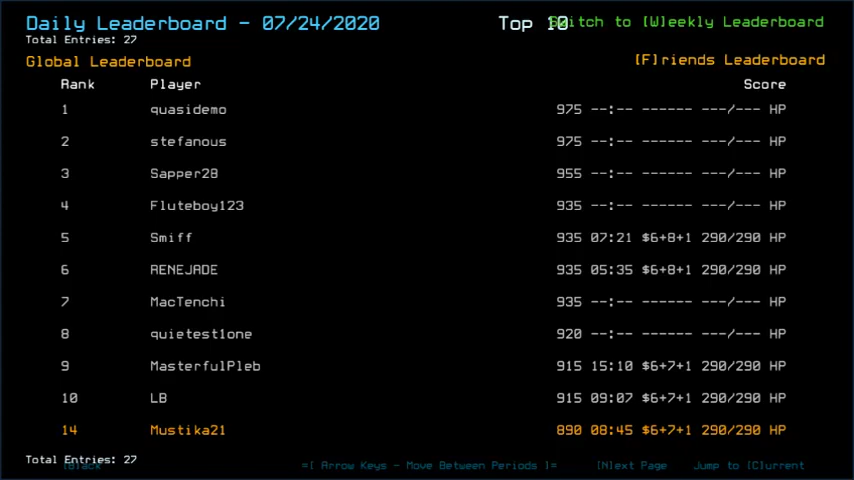 Daily Leaderboard - 07/24/2020 Top 10 Switch to [W]eekly Leaderboard
Total Entries: 27
Global Leaderboard [F]riends Leaderboard
Rank Player Score
1 quasidemo 975 --:-- ------ ---/--- HP
2 stefanous 975 --:-- ------ ---/--- HP
3 Sapper28 955 --:-- ------ ---/--- HP
4 Fluteboy123 935 --:-- ------ ---/--- HP
5 Smiff 935 07:21 $6+8+1 290/290 HP
6 RENEJADE 935 05:35 $6+8+1 290/290 HP
7 MacTenchi 935 --:-- ------ ---/--- HP
8 quietest1one 920 --:-- ------ ---/--- HP
9 MasterfulPleb 915 15:10 $6+7+1 290/290 HP
10 LB 915 09:07 $6+7+1 290/290 HP
14 Mustika21 890 08:45 $6+7+1 290/290 HP
Total Entries: 27
[B]ack =[ Arrow Keys - Move Between Periods ]= [N]ext Page Jump to [C]urrent